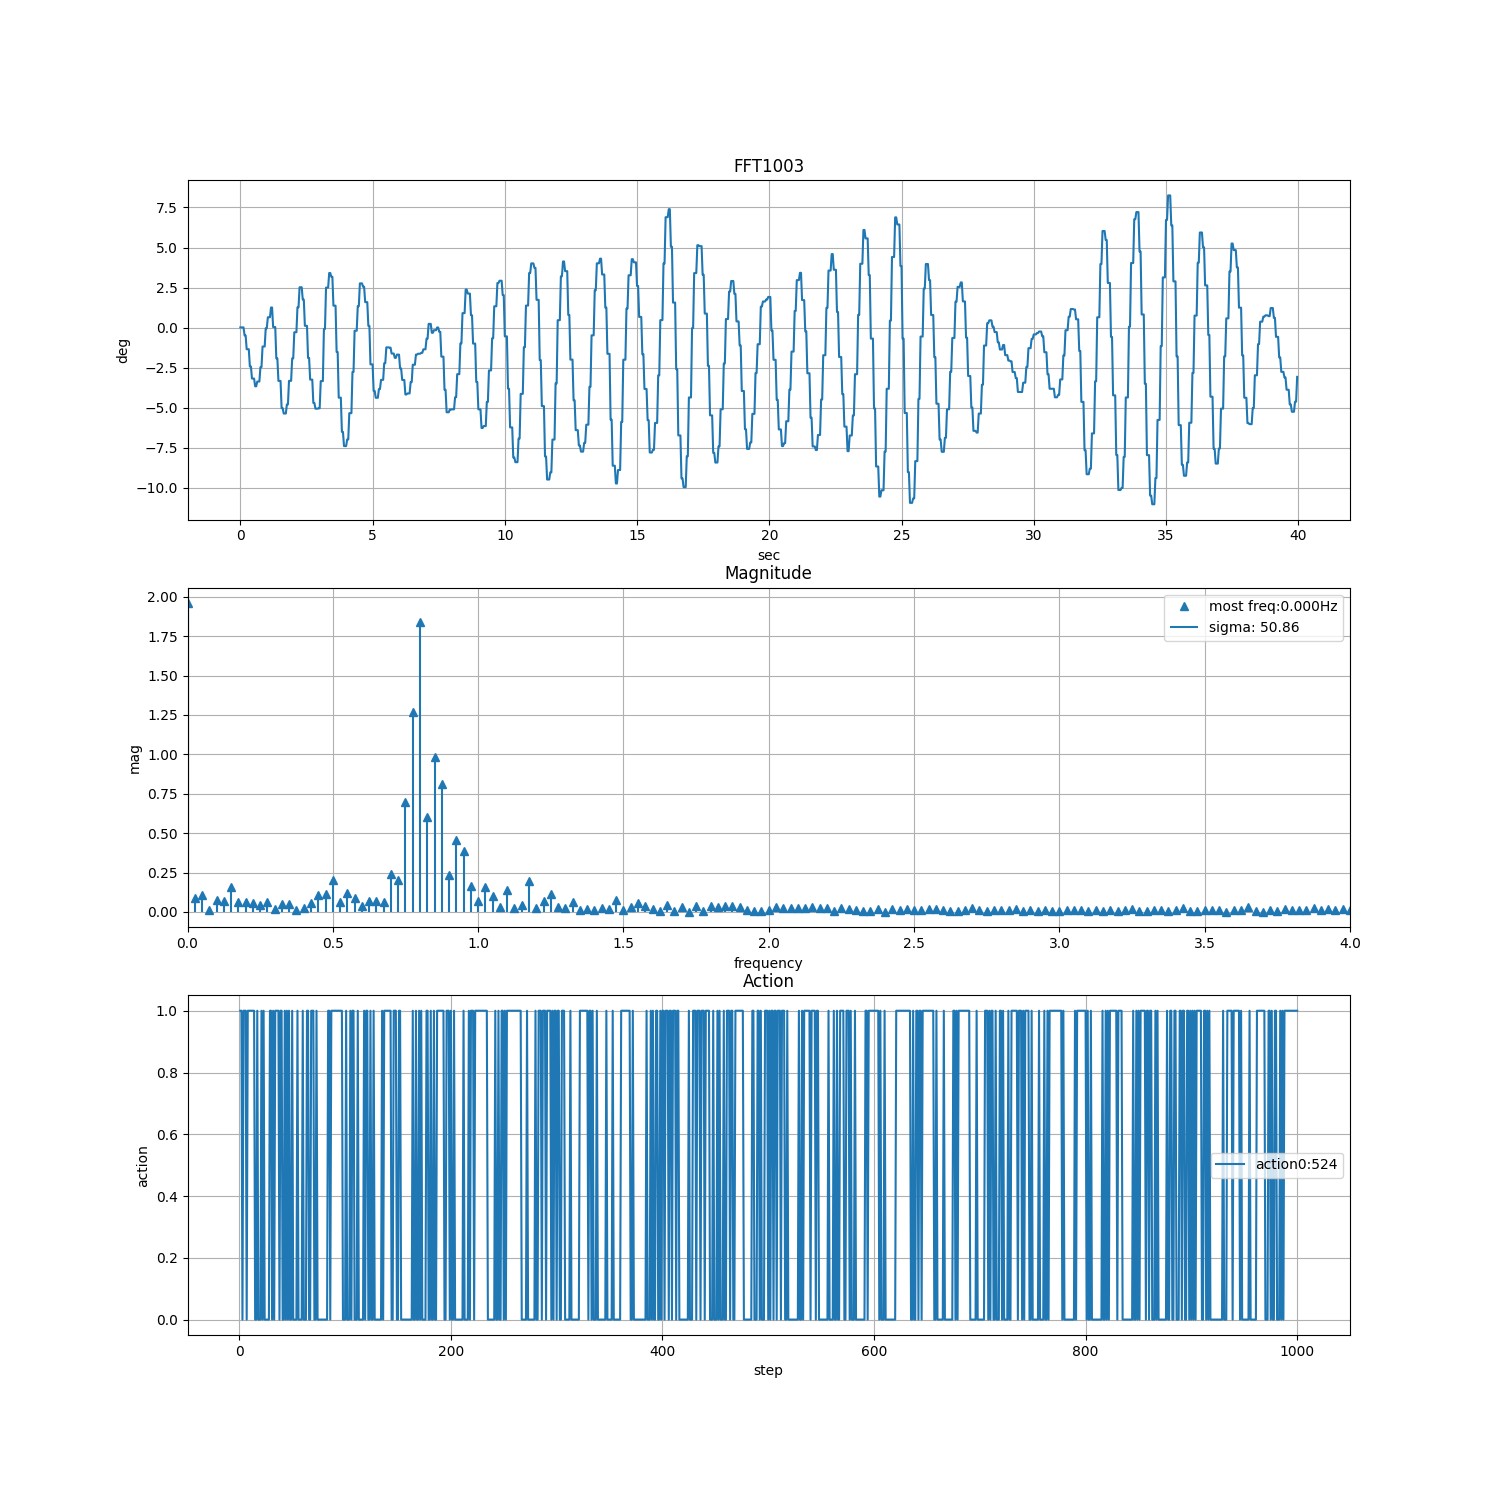 FFT1003
7.5
5.0
2.5
0.0
−2.5
−5.0
−7.5
−10.0
deg
0 5 10 15 20 25 30 35 40
sec
Magnitude
2.00
1.75
1.50
1.25
1.00
0.75
0.50
0.25
0.00
mag
most freq:0.000Hz
sigma: 50.86
0.0 0.5 1.0 1.5 2.0 2.5 3.0 3.5 4.0
frequency
Action
1.0
0.8
0.6
0.4
0.2
0.0
action
action0:524
0 200 400 600 800 1000
step